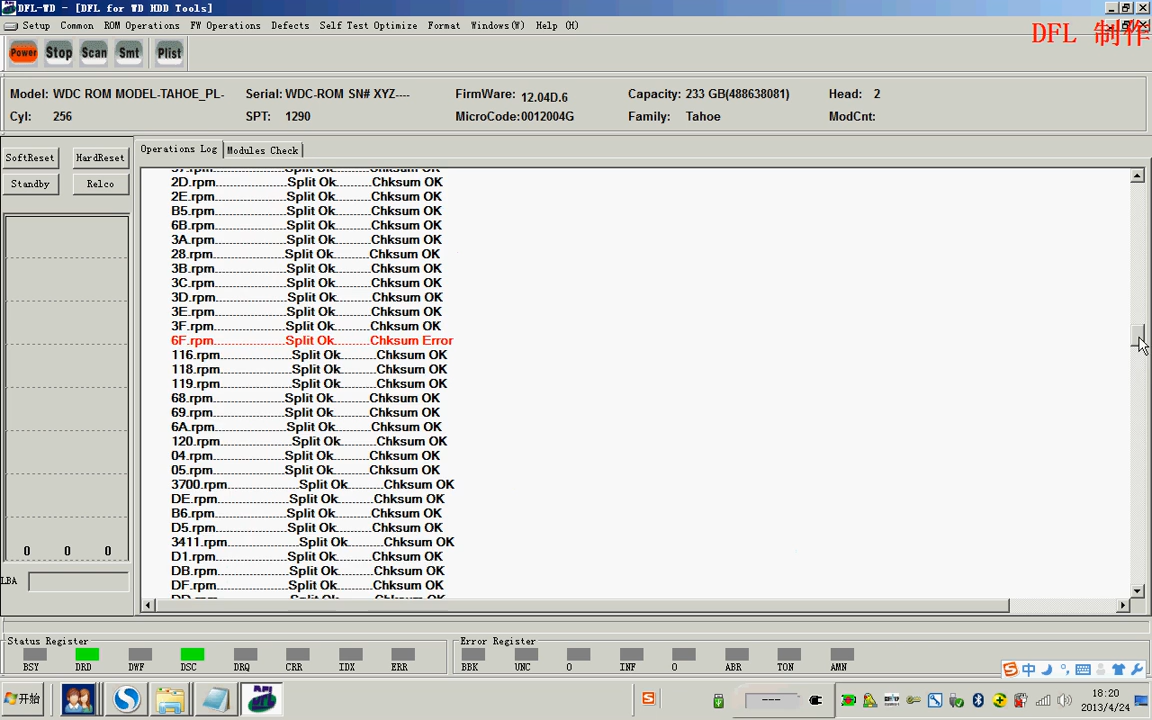 DFL-WD - [DFL for WD HDD Tools]
Setup Common ROM Operations FW Operations Defects Self Test Optimize Format Windows(W) Help (H)
DFL 制作
Power Stop Scan Smt Plist
Model: WDC ROM MODEL-TAHOE_PL- Serial: WDC-ROM SN# XYZ---- FirmWare: 12.04D.6 Capacity: 233 GB(488638081) Head: 2
Cyl: 256 SPT: 1290 MicroCode:0012004G Family: Tahoe ModCnt:
SoftReset HardReset
Standby Relco
Operations Log Modules Check
37.rpm Split Ok Chksum OK
2D.rpm Split Ok Chksum OK
2E.rpm Split Ok Chksum OK
B5.rpm Split Ok Chksum OK
6B.rpm Split Ok Chksum OK
3A.rpm Split Ok Chksum OK
28.rpm Split Ok Chksum OK
3B.rpm Split Ok Chksum OK
3C.rpm Split Ok Chksum OK
3D.rpm Split Ok Chksum OK
3E.rpm Split Ok Chksum OK
3F.rpm Split Ok Chksum OK
6F.rpm Split Ok Chksum Error
116.rpm Split Ok Chksum OK
118.rpm Split Ok Chksum OK
119.rpm Split Ok Chksum OK
68.rpm Split Ok Chksum OK
69.rpm Split Ok Chksum OK
6A.rpm Split Ok Chksum OK
120.rpm Split Ok Chksum OK
04.rpm Split Ok Chksum OK
05.rpm Split Ok Chksum OK
3700.rpm Split Ok Chksum OK
DE.rpm Split Ok Chksum OK
B6.rpm Split Ok Chksum OK
D5.rpm Split Ok Chksum OK
3411.rpm Split Ok Chksum OK
D1.rpm Split Ok Chksum OK
DB.rpm Split Ok Chksum OK
DF.rpm Split Ok Chksum OK
0 0 0
LBA
Status Register Error Register
BSY DRD DWF DSC DRQ CRR IDX ERR BBK UNC 0 INF 0 ABR TON AMN
中
开始
18:20
2013/4/24